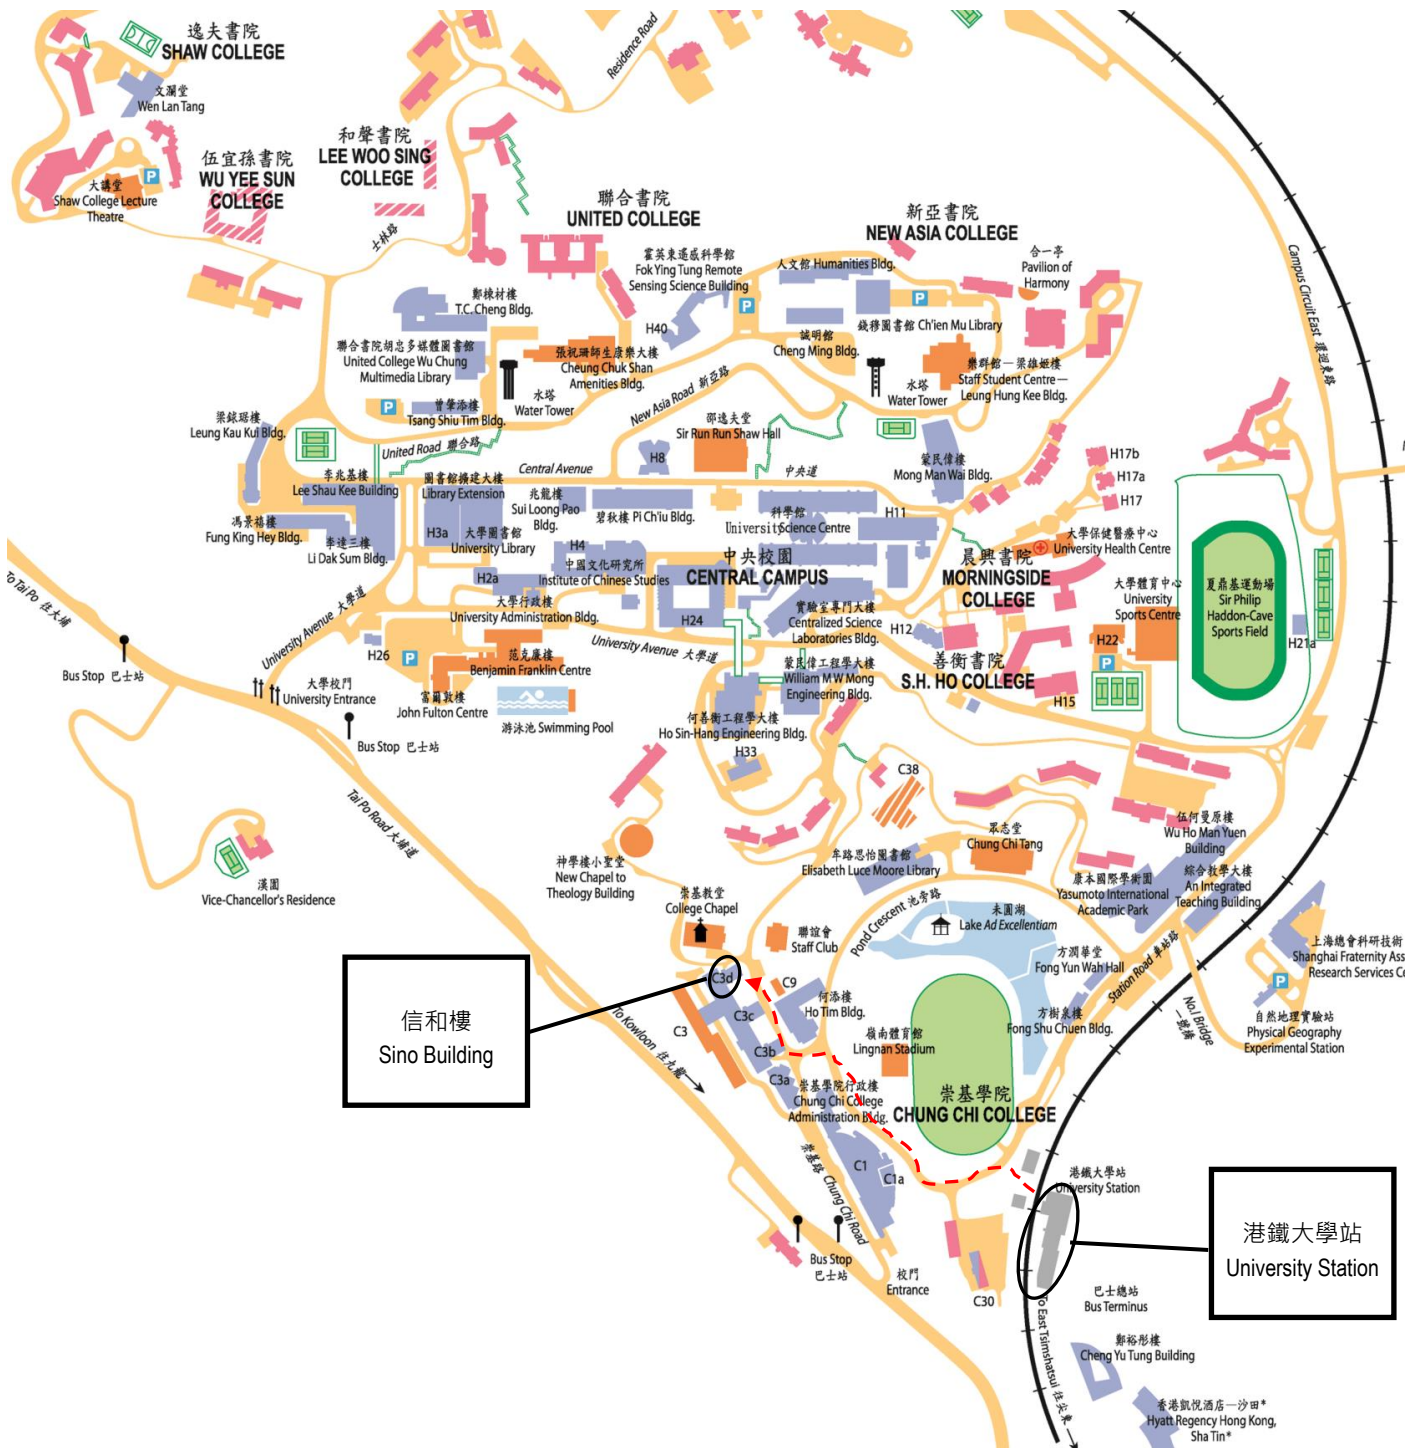 逸夫書院
SHAW COLLEGE
文瀾堂
Wen Lan Tang
大講堂
Shaw College Lecture
Theatre
P
伍宜孫書院
WU YEE SUN
COLLEGE
和聲書院
LEE WOO SING
COLLEGE
士林路
Residence Road
聯合書院
UNITED COLLEGE
新亞書院
NEW ASIA COLLEGE
霍英東遙感科學館
Fok Ying Tung Remote
Sensing Science Building
H40
P
人文館 Humanities Bldg.
P
合一亭
Pavilion of
Harmony
錢穆圖書館 Ch'ien Mu Library
誠明館
Cheng Ming Bldg.
樂群館—梁雄姬樓
Staff Student Centre—
Leung Hung Kee Bldg.
水塔
Water Tower
鄭棟材樓
T.C. Cheng Bldg.
聯合書院胡忠多媒體圖書館
United College Wu Chung
Multimedia Library
張祝珊師生康樂大樓
Cheung Chuk Shan
Amenities Bldg.
水塔
Water Tower
P
曾肇添樓
Tsang Shiu Tim Bldg.
New Asia Road 新亞路
United Road 聯合路
梁銶琚樓
Leung Kau Kui Bldg.
邵逸夫堂
Sir Run Run Shaw Hall
H8
Central Avenue
中央道
蒙民偉樓
Mong Man Wai Bldg.
H17b
H17a
H17
Campus Circuit East 環迴東路
李兆基樓
Lee Shau Kee Building
圖書館擴建大樓
Library Extension
兆龍樓
Sui Loong Pao
Bldg.
碧秋樓 Pi Ch'iu Bldg.
科學館
University Science Centre
H11
馮景禧樓
Fung King Hey Bldg.
李達三樓
Li Dak Sum Bldg.
H3a
大學圖書館
University Library
H4
中國文化研究所
Institute of Chinese Studies
H2a
中央校園
CENTRAL CAMPUS
晨興書院
MORNINGSIDE
COLLEGE
大學保健醫療中心
University Health Centre
大學體育中心
University
Sports Centre
夏鼎基運動場
Sir Philip
Haddon-Cave
Sports Field
H21a
H22
P
大學行政樓
University Administration Bldg.
H24
實驗室專門大樓
Centralized Science
Laboratories Bldg.
H12
善衡書院
S.H. HO COLLEGE
H15
University Avenue 大學道
University Avenue 大學道
H26
P
范克廉樓
Benjamin Franklin Centre
富爾敦樓
John Fulton Centre
游泳池 Swimming Pool
蒙民偉工程學大樓
William M W Mong
Engineering Bldg.
何善衡工程學大樓
Ho Sin-Hang Engineering Bldg.
H33
To Tai Po 往大埔
Bus Stop 巴士站
大學校門
University Entrance
Bus Stop 巴士站
Tai Po Road 大埔道
漢園
Vice-Chancellor's Residence
神學樓小聖堂
New Chapel to
Theology Building
崇基教堂
College Chapel
聯誼會
Staff Club
C38
眾志堂
Chung Chi Tang
牟路思怡圖書館
Elisabeth Luce Moore Library
Pond Crescent 池旁路
未圓湖
Lake Ad Excellentiam
伍何曼原樓
Wu Ho Man Yuen
Building
綜合教學大樓
An Integrated
Teaching Building
康本國際學術園
Yasumoto International
Academic Park
方潤華堂
Fong Yun Wah Hall
方樹泉樓
Fong Shu Chuen Bldg.
Station Road 車站路
No.1 Bridge
一號橋
P
上海總會科研技術
Shanghai Fraternity Ass
Research Services Ce
自然地理實驗站
Physical Geography
Experimental Station
信和樓
Sino Building
C3d
C3
C3c
C3b
C3a
C9
何添樓
Ho Tim Bldg.
嶺南體育館
Lingnan Stadium
崇基學院行政樓
Chung Chi College
Administration Bldg.
崇基學院
CHUNG CHI COLLEGE
To Kowloon 往九龍
C1
C1a
崇基路 Chung Chi Road
Bus Stop
巴士站
校門
Entrance
C30
港鐵大學站
University Station
港鐵大學站
University Station
巴士總站
Bus Terminus
To East Tsimshatsui 往尖東
鄭裕彤樓
Cheng Yu Tung Building
香港凱悅酒店—沙田*
Hyatt Regency Hong Kong,
Sha Tin*